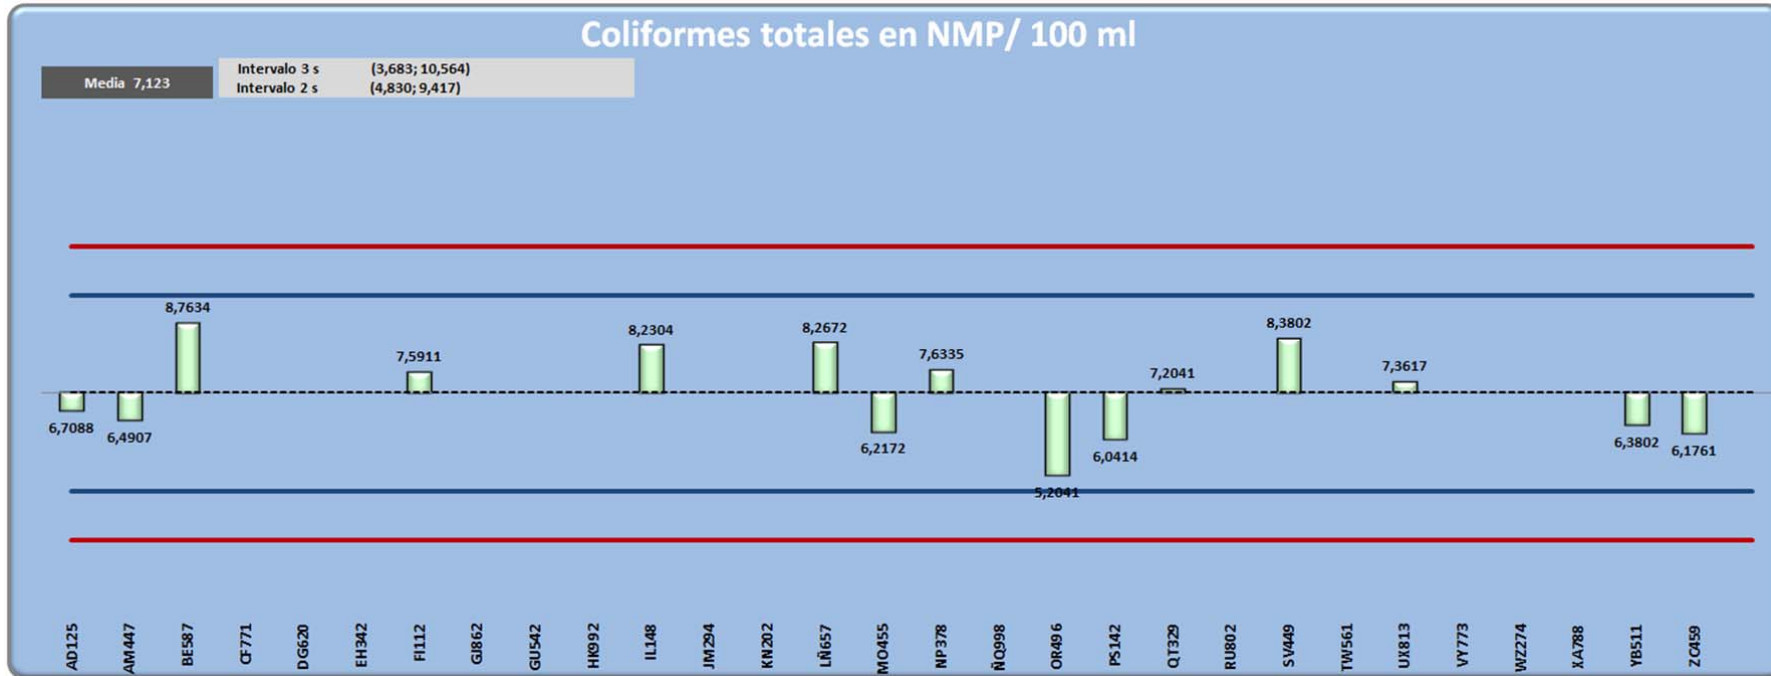 Coliformes totales en NMP/ 100 ml
Media 7,123
Intervalo 3 s (3,683; 10,564)
Intervalo 2 s (4,830; 9,417)
8,7634
8,3802
8,2304
8,2672
7,5911
7,6335
7,2041
7,3617
6,7088
6,4907
6,2172
6,0414
6,3802
6,1761
5,2041
AD125
AM447
BE587
CF771
DG620
EH342
FI112
GJ862
GU542
HK992
IL148
JM294
KN202
LÑ657
MO455
NP378
ÑQ998
OR496
PS142
QT329
RU802
SV449
TW561
UX813
VY773
WZ274
XA788
YB511
ZC459